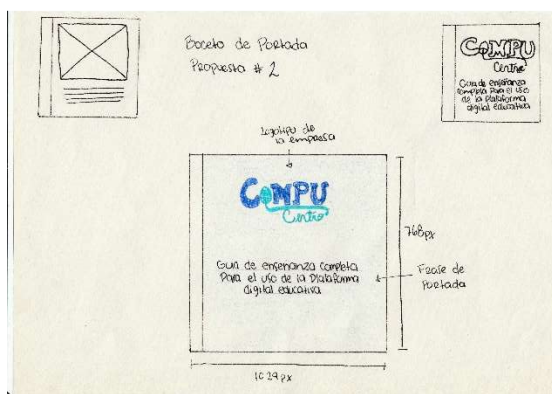 Boceto de Portada
Propuesta # 2
COMPU
Centro
Guia de enseñanza
completa Para el uso
de la Plataforma
digital educativa
Logotipo de
la empresa
COMPU
Centro
Guia de enseñanza completa
Para el uso de la Plataforma
digital educativa
768px
Frase de
Portada
1024px